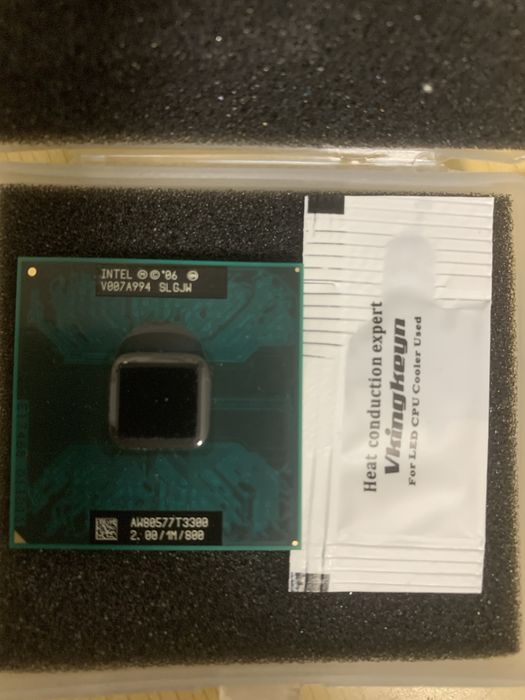 INTEL Ⓜ ©'06
V007A994 SLGJW
AW80577T3300
2.00/1M/800
Heat conduction expert
Vkingkeyn
For LED CPU Cooler Used